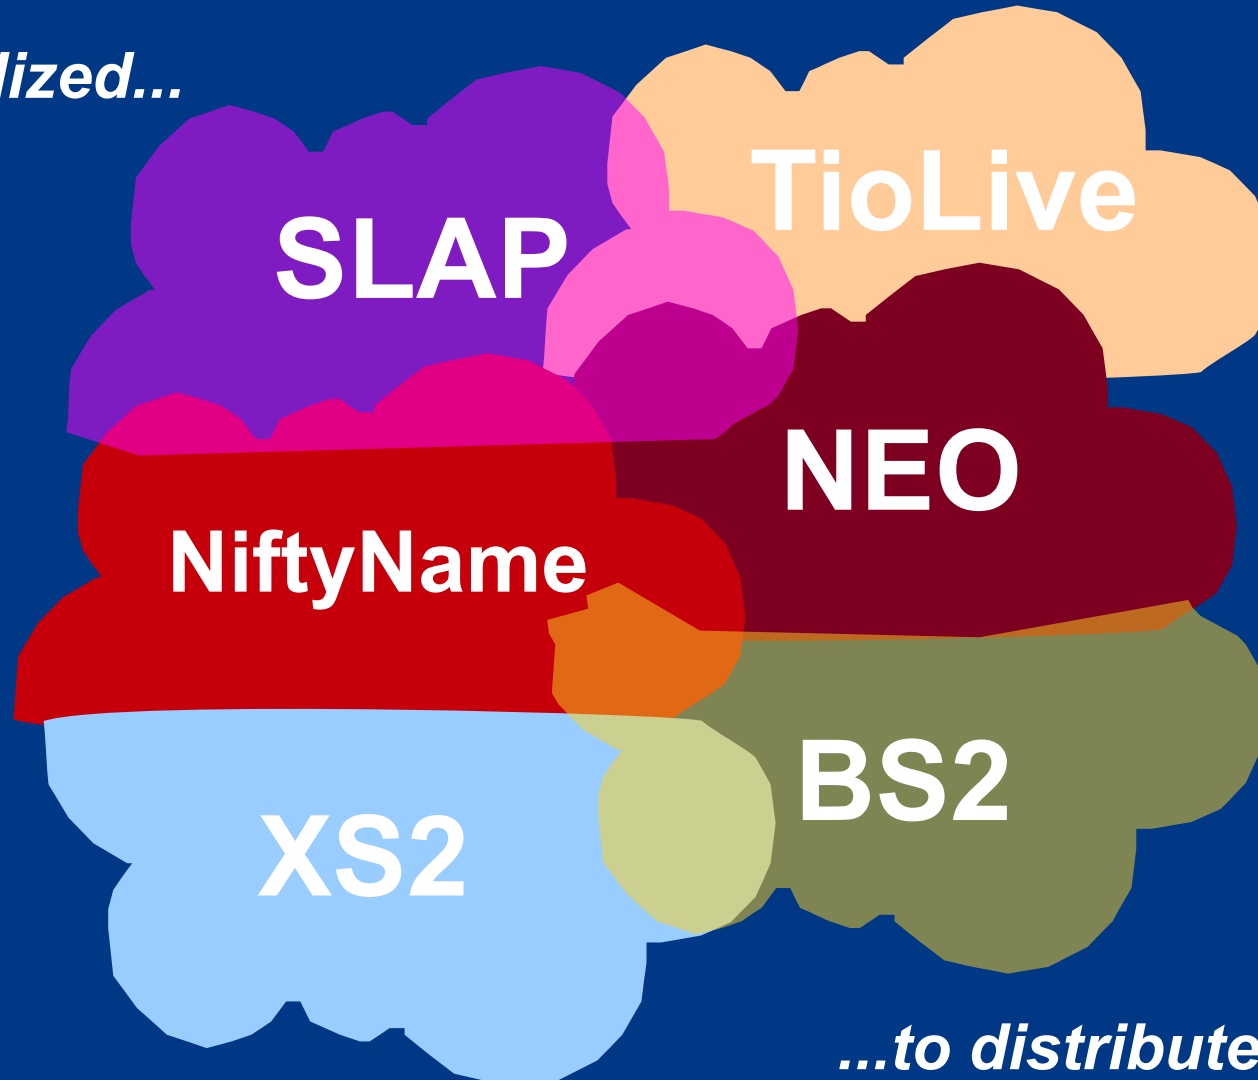 lized...
TioLive
SLAP
NEO
NiftyName
BS2
XS2
...to distribute